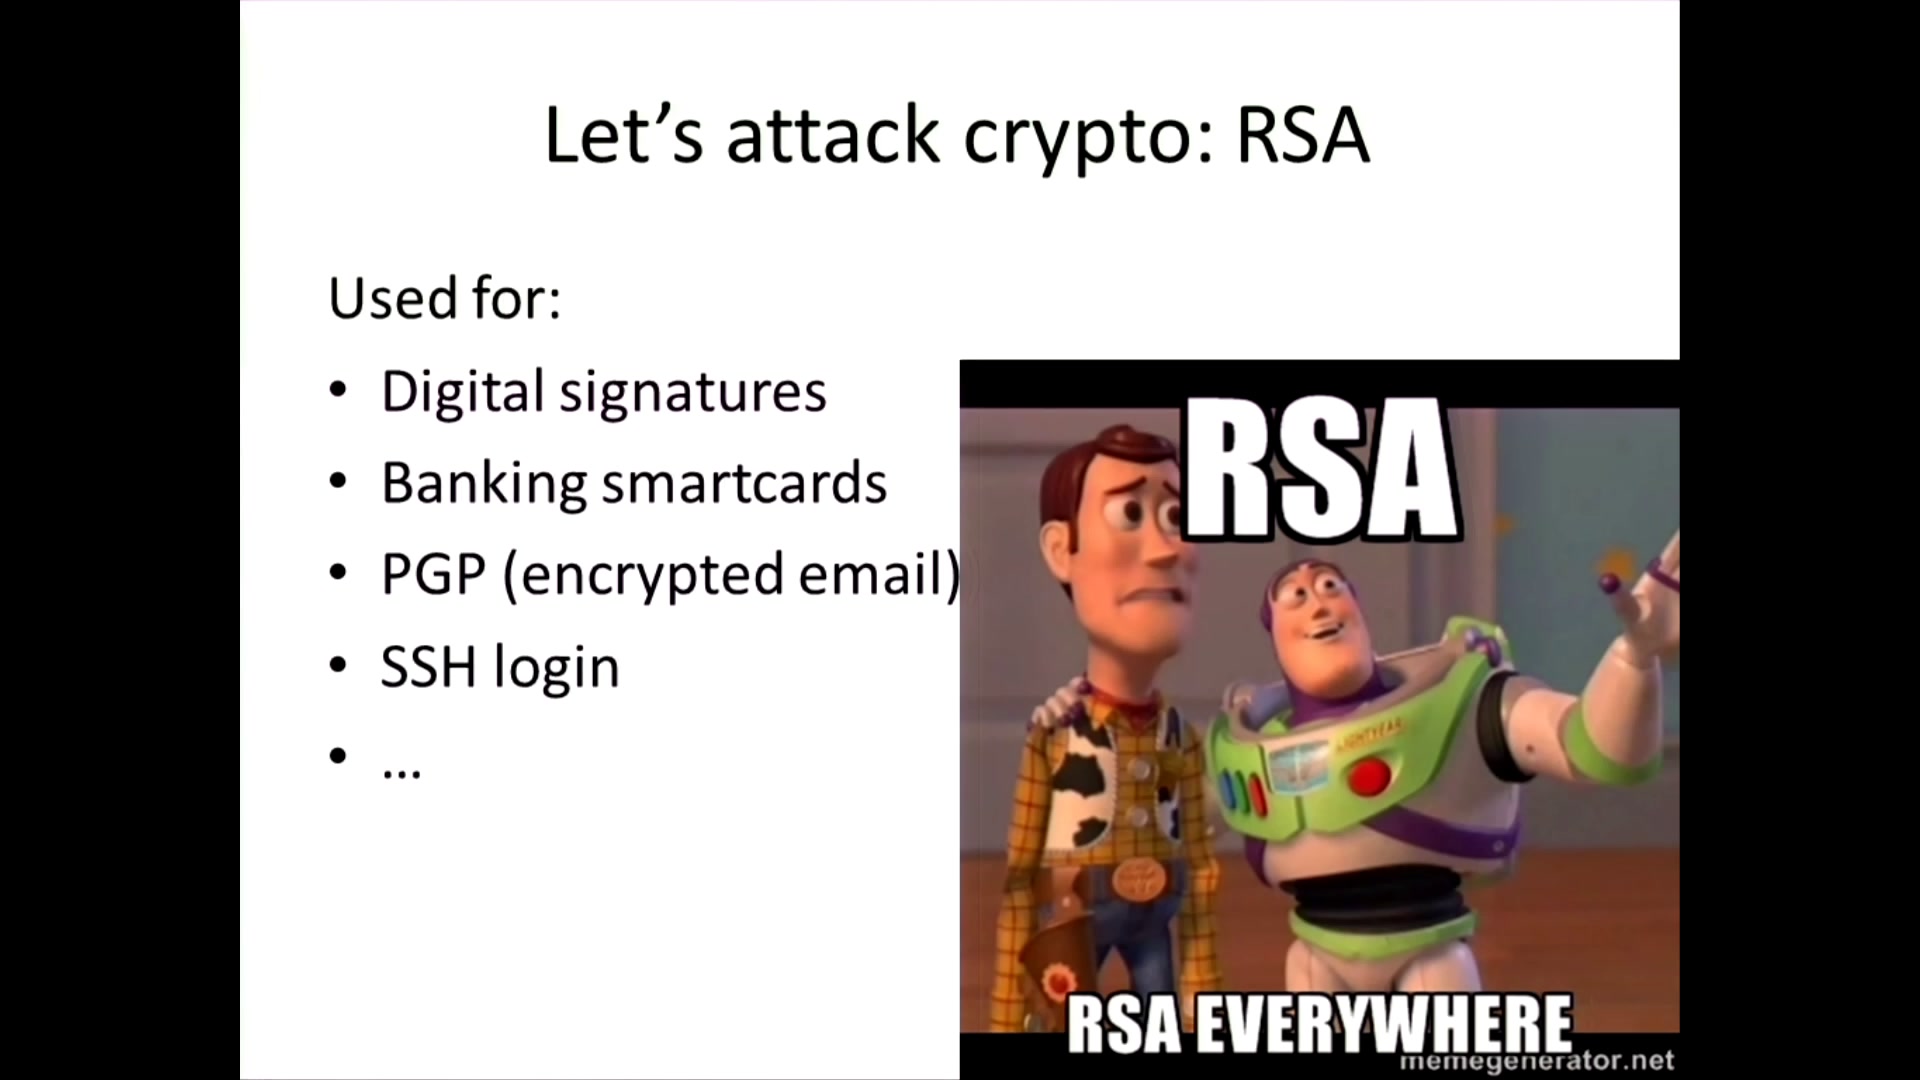 Let's attack crypto: RSA
Used for:
• Digital signatures
• Banking smartcards
• PGP (encrypted email)
• SSH login
• ...
RSA
LIGHTYEAR
RSA EVERYWHERE
memegenerator.net